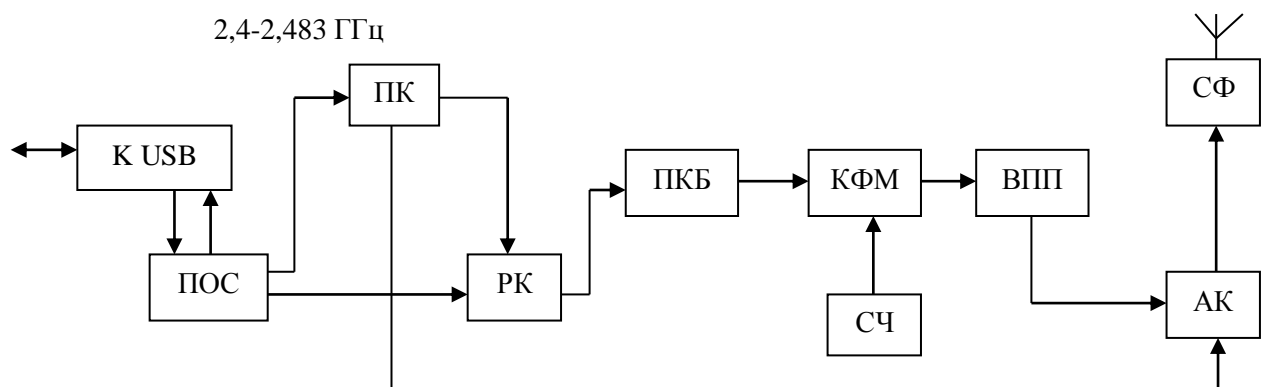 2,4-2,483 ГГц
ПК
СФ
К USB
ПКБ
КФМ
ВПП
ПОС
РК
СЧ
АК